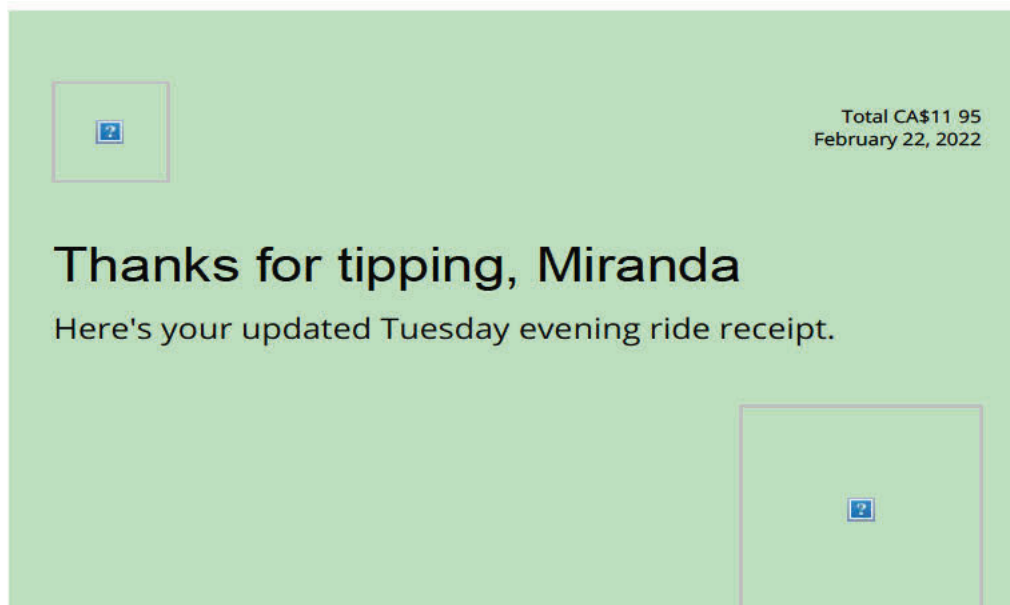 Total CA$11 95
February 22, 2022
Thanks for tipping, Miranda
Here's your updated Tuesday evening ride receipt.